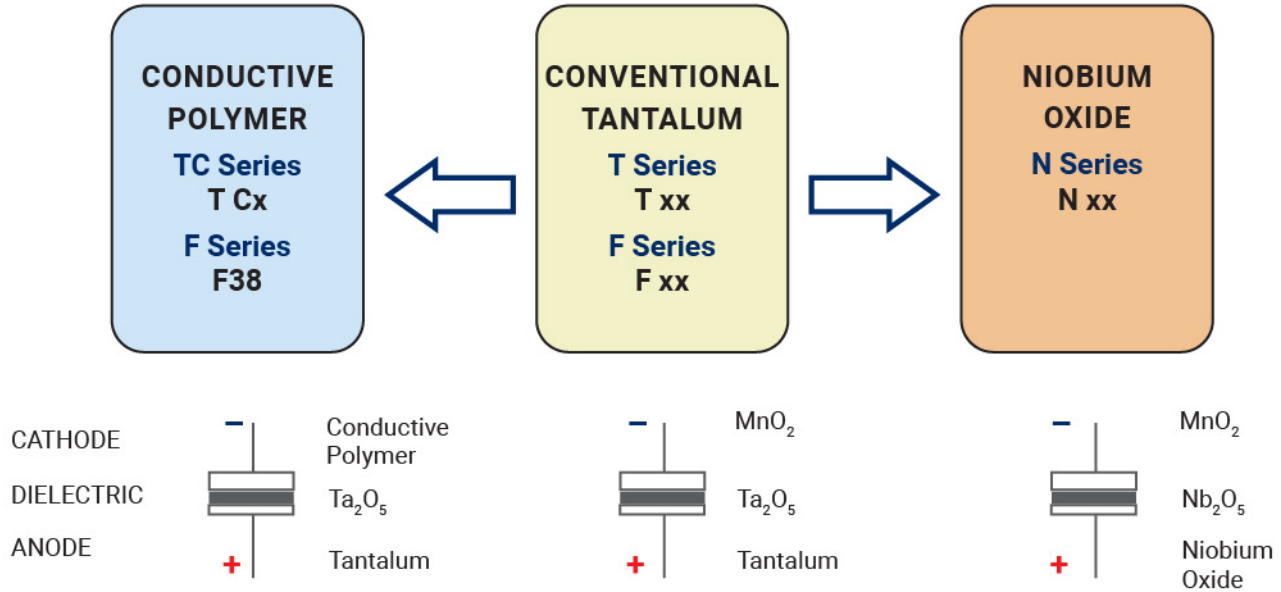 CONDUCTIVE
POLYMER
TC Series
T Cx
F Series
F38
CONVENTIONAL
TANTALUM
T Series
T xx
F Series
F xx
NIOBIUM
OXIDE
N Series
N xx
CATHODE
DIELECTRIC
ANODE
–
Conductive
Polymer
Ta₂O₅
+
Tantalum
–
MnO₂
Ta₂O₅
+
Tantalum
–
MnO₂
Nb₂O₅
+
Niobium
Oxide